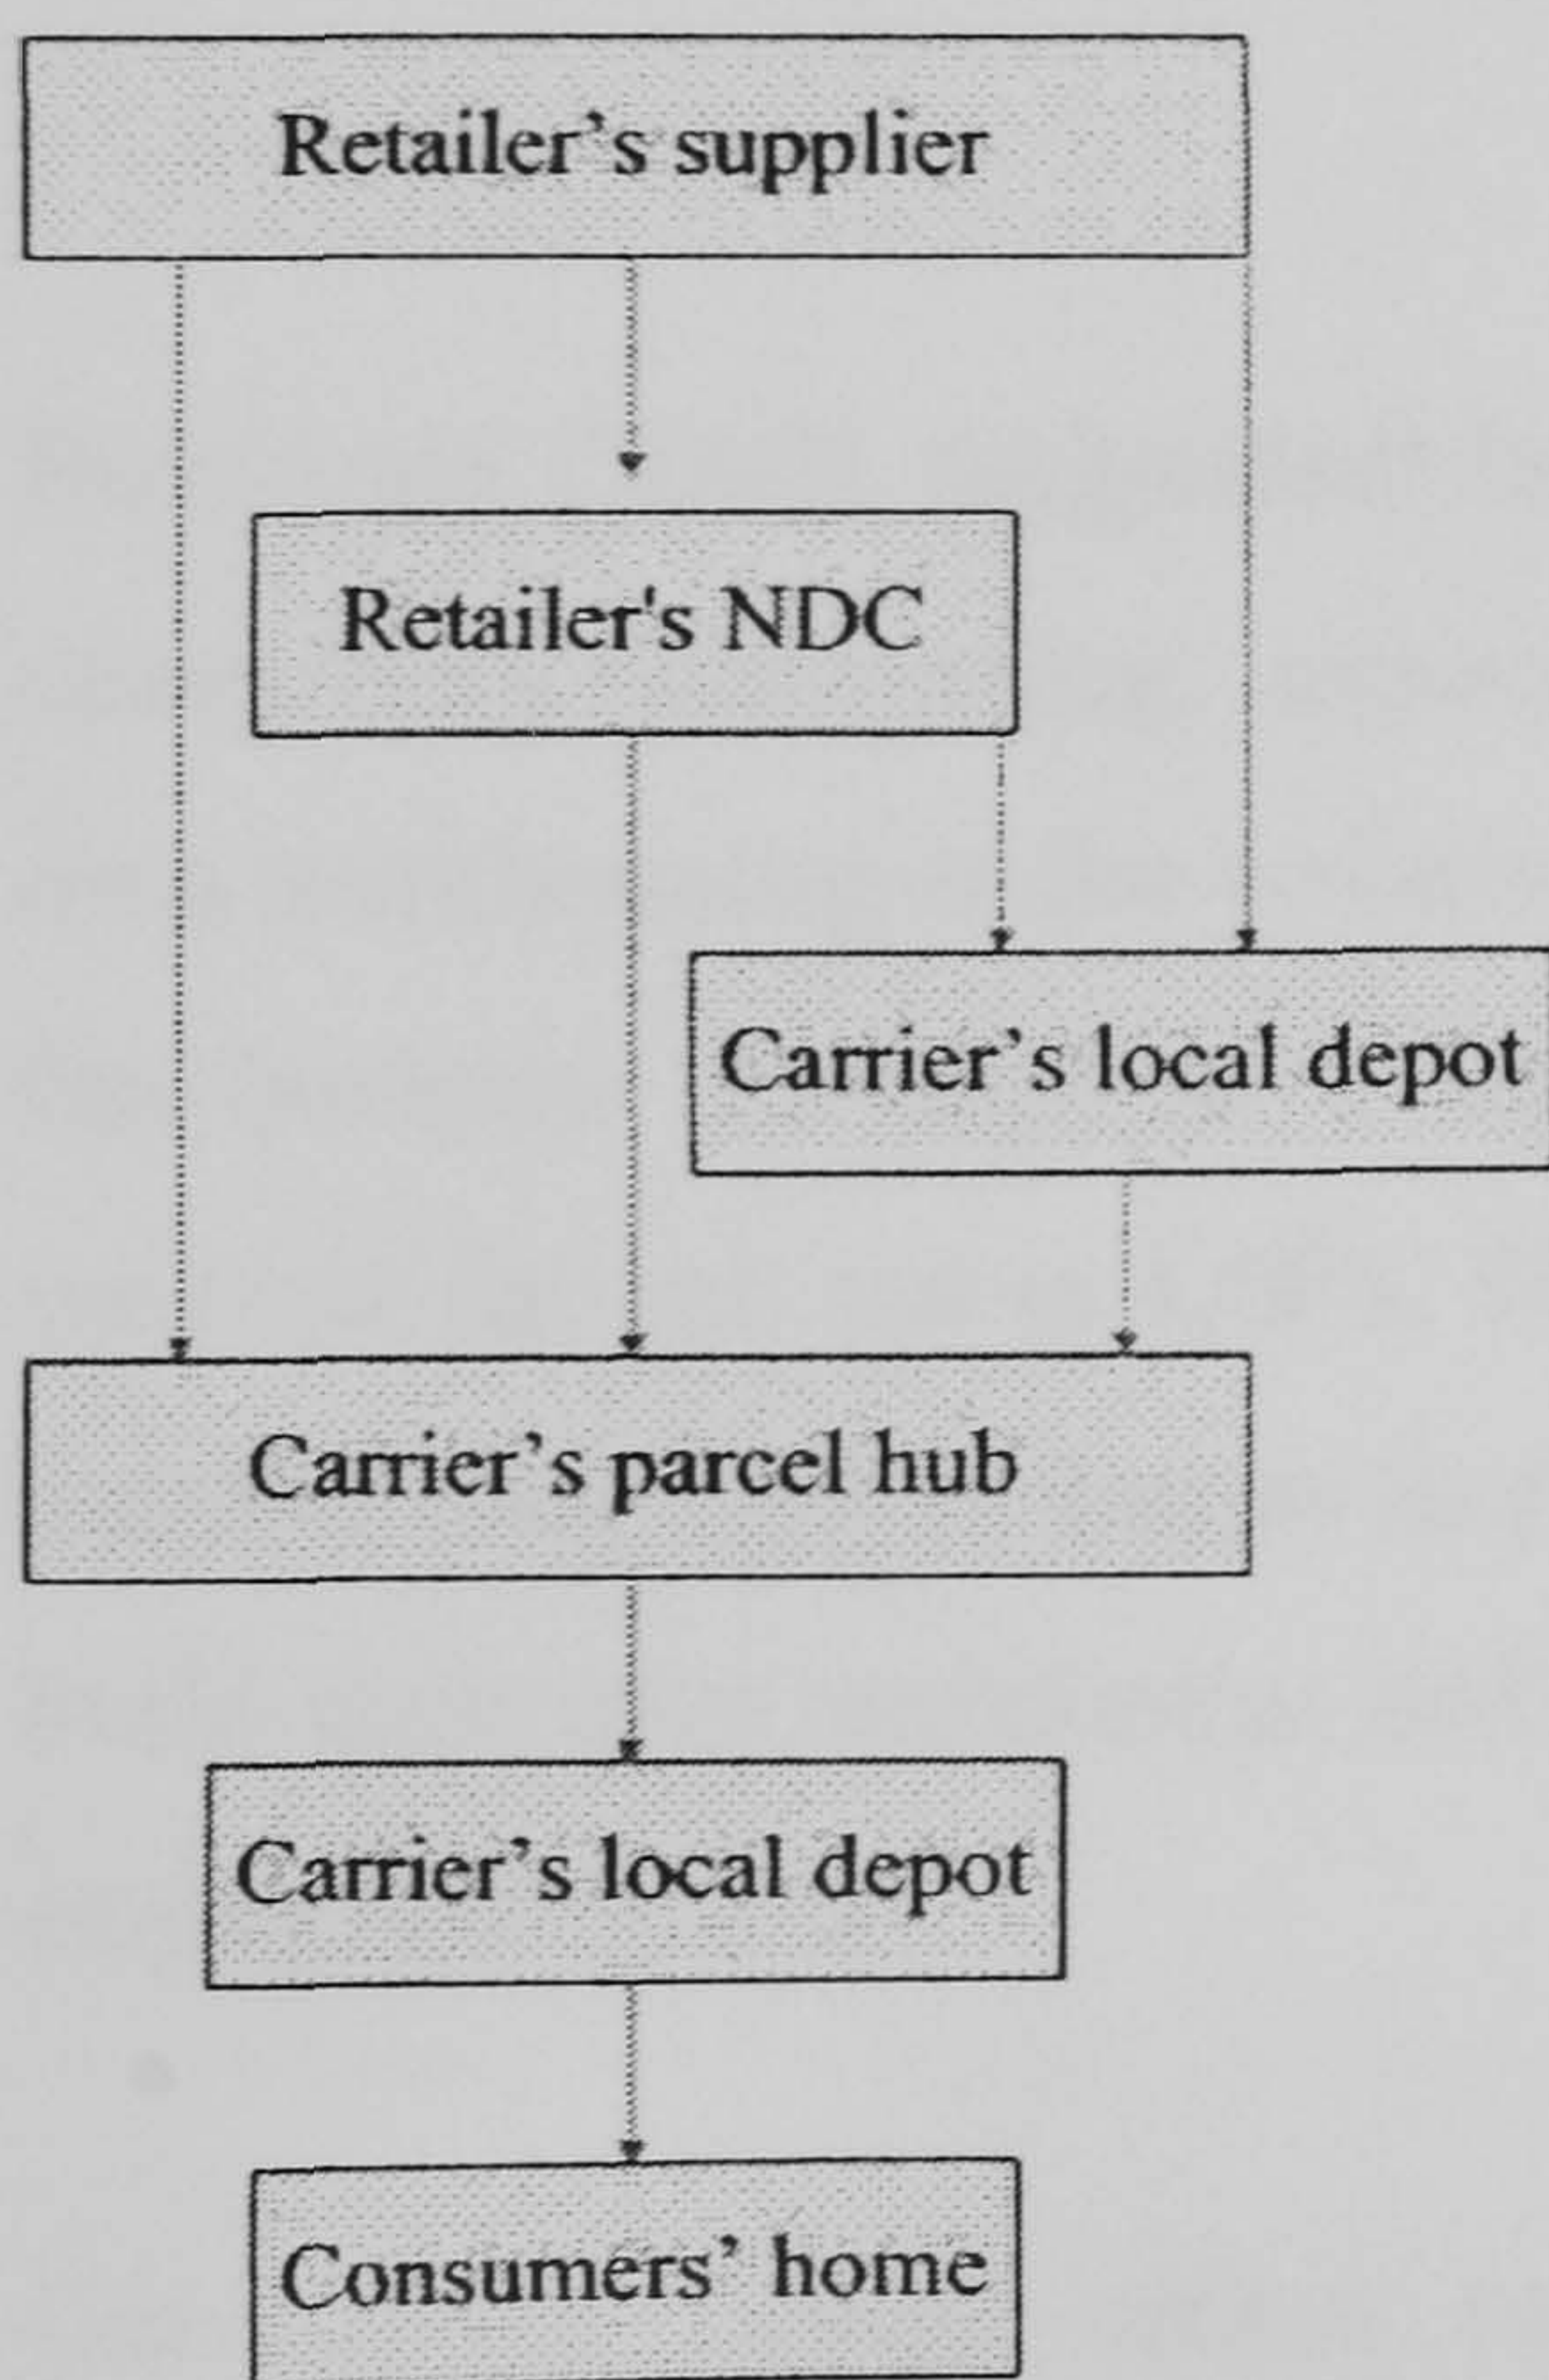 Retailer’s supplier
Retailer's NDC
Carrier’s local depot
Carrier’s parcel hub
Carrier’s local depot
Consumers’ home